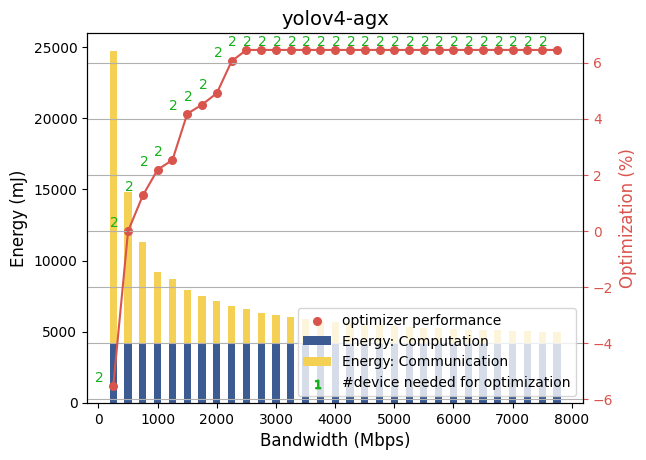 yolov4-agx
25000
20000
15000
10000
5000
0
Energy (mJ)
2 2 2 2 2 2 2 2 2 2 2 2 2 2 2 2 2 2 2 2 2 2
2
2
2
2
2
2
2
2
2
6
4
2
0
−2
−4
−6
Optimization (%)
optimizer performance
Energy: Computation
Energy: Communication
1 #device needed for optimization
0 1000 2000 3000 4000 5000 6000 7000 8000
Bandwidth (Mbps)